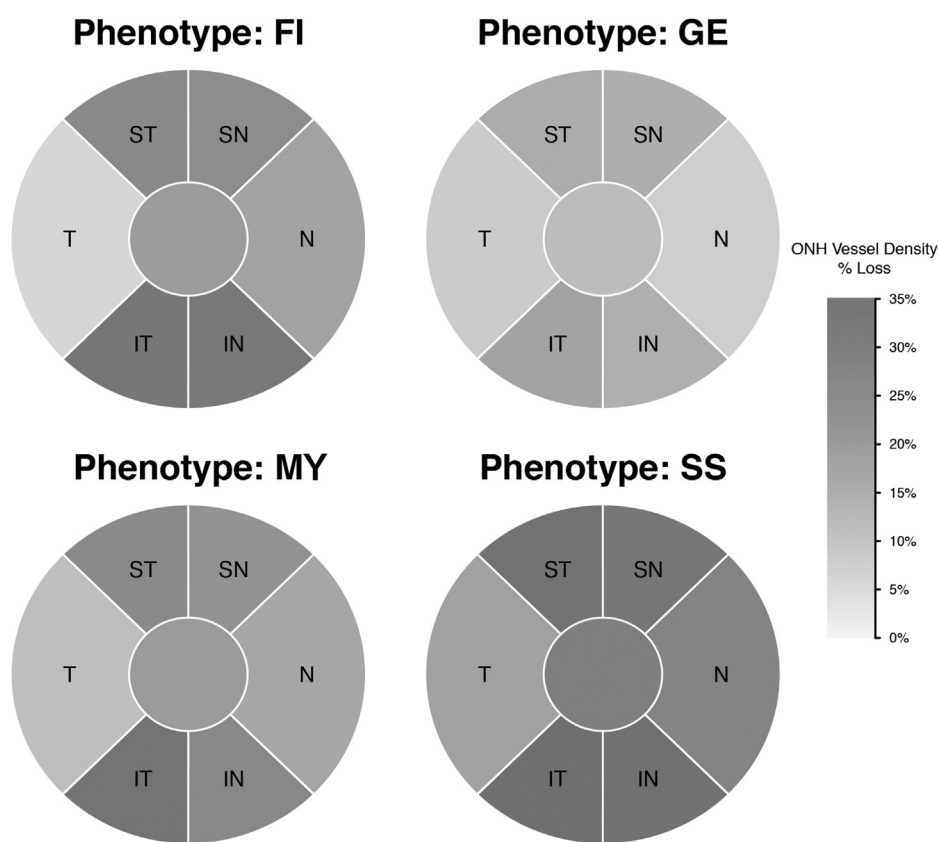 Phenotype: FI
ST
SN
T
N
IT
IN
Phenotype: GE
ST
SN
T
N
IT
IN
ONH Vessel Density
% Loss
35%
30%
25%
20%
15%
10%
5%
0%
Phenotype: MY
ST
SN
T
N
IT
IN
Phenotype: SS
ST
SN
T
N
IT
IN